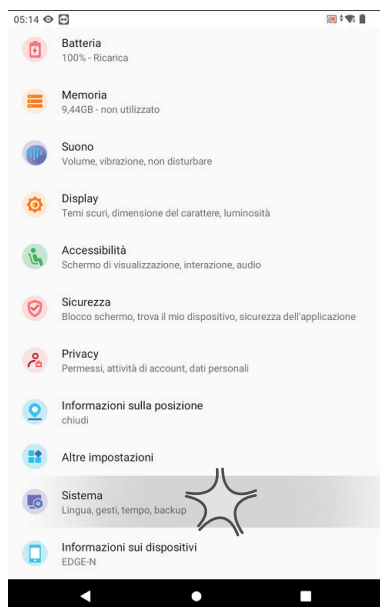 05:14
Batteria
100% - Ricarica
Memoria
9,44GB - non utilizzato
Suono
Volume, vibrazione, non disturbare
Display
Temi scuri, dimensione del carattere, luminosità
Accessibilità
Schermo di visualizzazione, interazione, audio
Sicurezza
Blocco schermo, trova il mio dispositivo, sicurezza dell'applicazione
Privacy
Permessi, attività di account, dati personali
Informazioni sulla posizione
chiudi
Altre impostazioni
Sistema
Lingua, gesti, tempo, backup
Informazioni sui dispositivi
EDGE-N